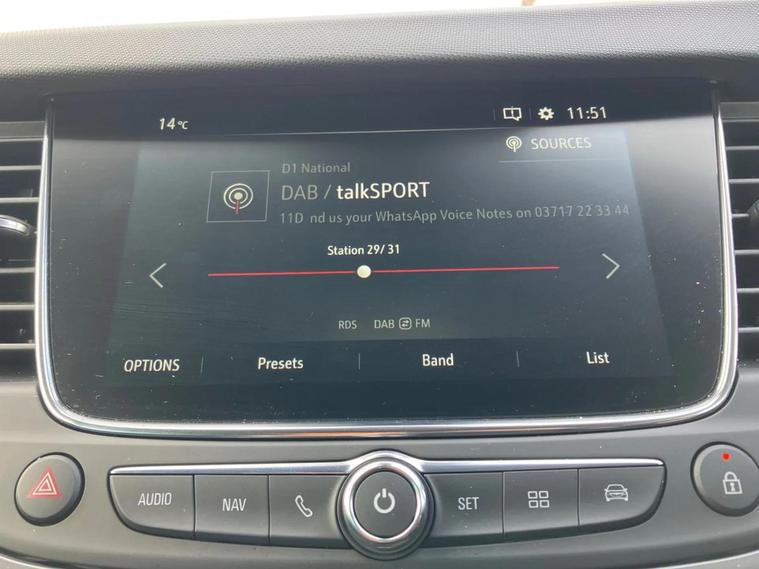 14°C
11:51
SOURCES
D1 National
DAB / talkSPORT
11D nd us your WhatsApp Voice Notes on 03717 22 33 44
Station 29/31
RDS DAB FM
OPTIONS Presets Band List
AUDIO NAV SET